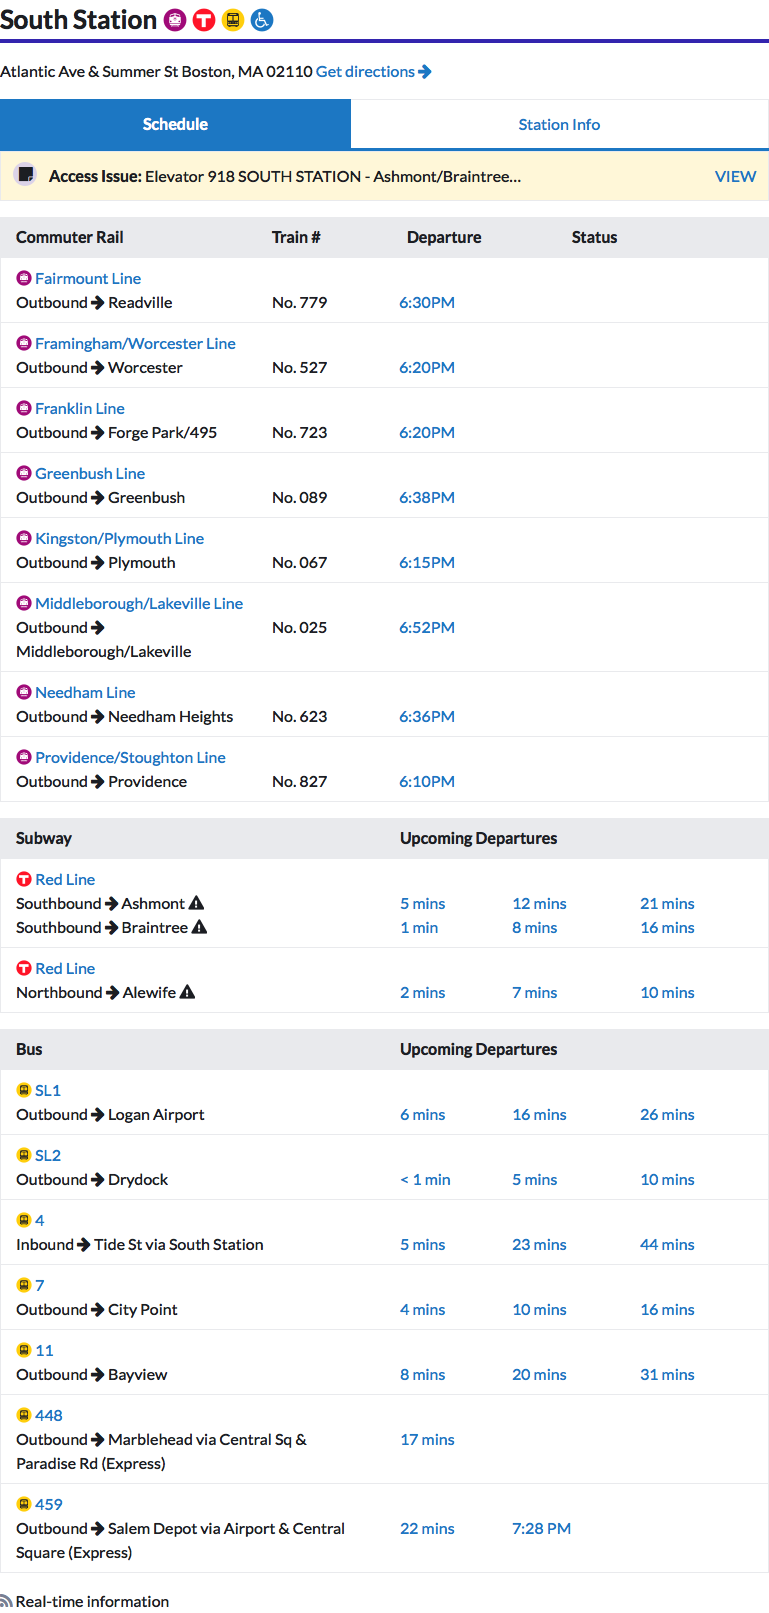 South Station
Atlantic Ave & Summer St Boston, MA 02110 Get directions
Schedule Station Info
Access Issue: Elevator 918 SOUTH STATION - Ashmont/Braintree... VIEW
Commuter Rail Train # Departure Status
Fairmount Line
Outbound → Readville No. 779 6:30PM
Framingham/Worcester Line
Outbound → Worcester No. 527 6:20PM
Franklin Line
Outbound → Forge Park/495 No. 723 6:20PM
Greenbush Line
Outbound → Greenbush No. 089 6:38PM
Kingston/Plymouth Line
Outbound → Plymouth No. 067 6:15PM
Middleborough/Lakeville Line
Outbound → No. 025 6:52PM
Middleborough/Lakeville
Needham Line
Outbound → Needham Heights No. 623 6:36PM
Providence/Stoughton Line
Outbound → Providence No. 827 6:10PM
Subway Upcoming Departures
T Red Line
Southbound → Ashmont 5 mins 12 mins 21 mins
Southbound → Braintree 1 min 8 mins 16 mins
T Red Line
Northbound → Alewife 2 mins 7 mins 10 mins
Bus Upcoming Departures
SL1
Outbound → Logan Airport 6 mins 16 mins 26 mins
SL2
Outbound → Drydock < 1 min 5 mins 10 mins
4
Inbound → Tide St via South Station 5 mins 23 mins 44 mins
7
Outbound → City Point 4 mins 10 mins 16 mins
11
Outbound → Bayview 8 mins 20 mins 31 mins
448
Outbound → Marblehead via Central Sq & 17 mins
Paradise Rd (Express)
459
Outbound → Salem Depot via Airport & Central 22 mins 7:28 PM
Square (Express)
Real-time information